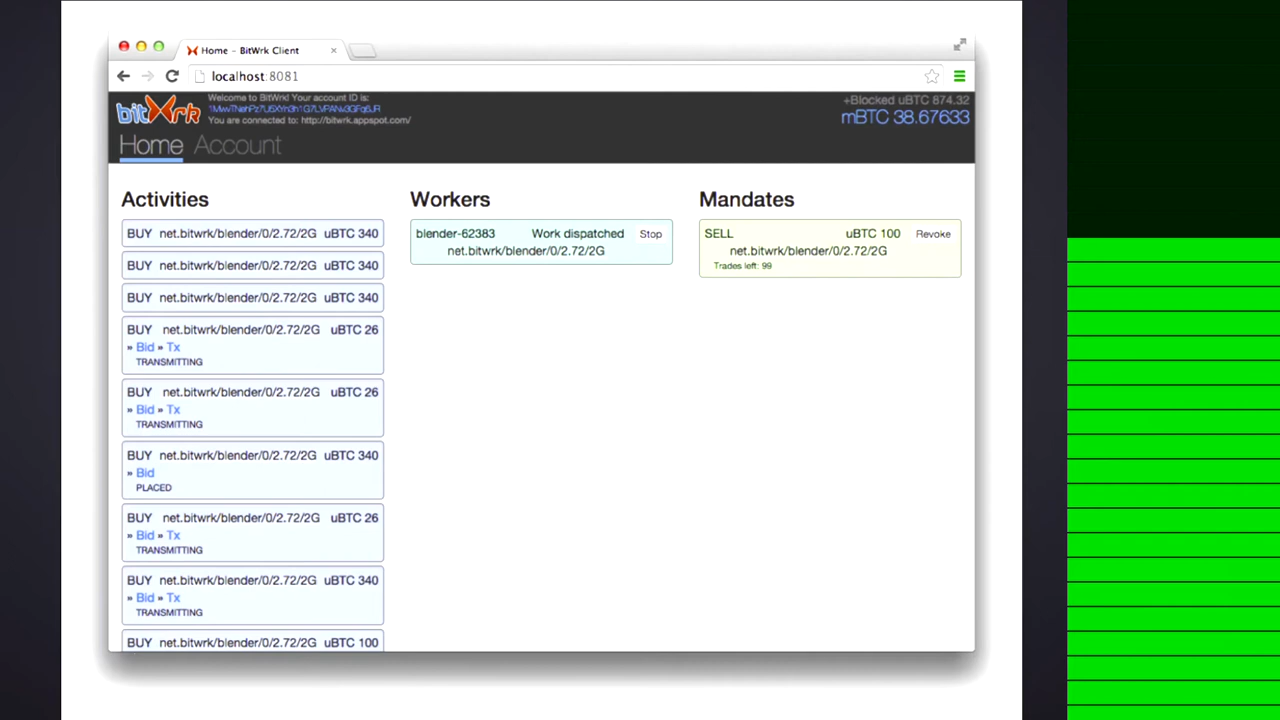 Home - BitWrk Client
localhost:8081
bitWrk
Welcome to BitWrk! Your account ID is:
You are connected to: http://bitwrk.appspot.com/
+Blocked uBTC 874.32
mBTC 38.67633
Home Account
Activities
BUY net.bitwrk/blender/0/2.72/2G uBTC 340
BUY net.bitwrk/blender/0/2.72/2G uBTC 340
BUY net.bitwrk/blender/0/2.72/2G uBTC 340
BUY net.bitwrk/blender/0/2.72/2G uBTC 26
» Bid » Tx
TRANSMITTING
BUY net.bitwrk/blender/0/2.72/2G uBTC 26
» Bid » Tx
TRANSMITTING
BUY net.bitwrk/blender/0/2.72/2G uBTC 340
» Bid
PLACED
BUY net.bitwrk/blender/0/2.72/2G uBTC 26
» Bid » Tx
TRANSMITTING
BUY net.bitwrk/blender/0/2.72/2G uBTC 340
» Bid » Tx
TRANSMITTING
BUY net.bitwrk/blender/0/2.72/2G uBTC 100
Workers
blender-62383 Work dispatched Stop
net.bitwrk/blender/0/2.72/2G
Mandates
SELL uBTC 100 Revoke
net.bitwrk/blender/0/2.72/2G
Trades left: 99